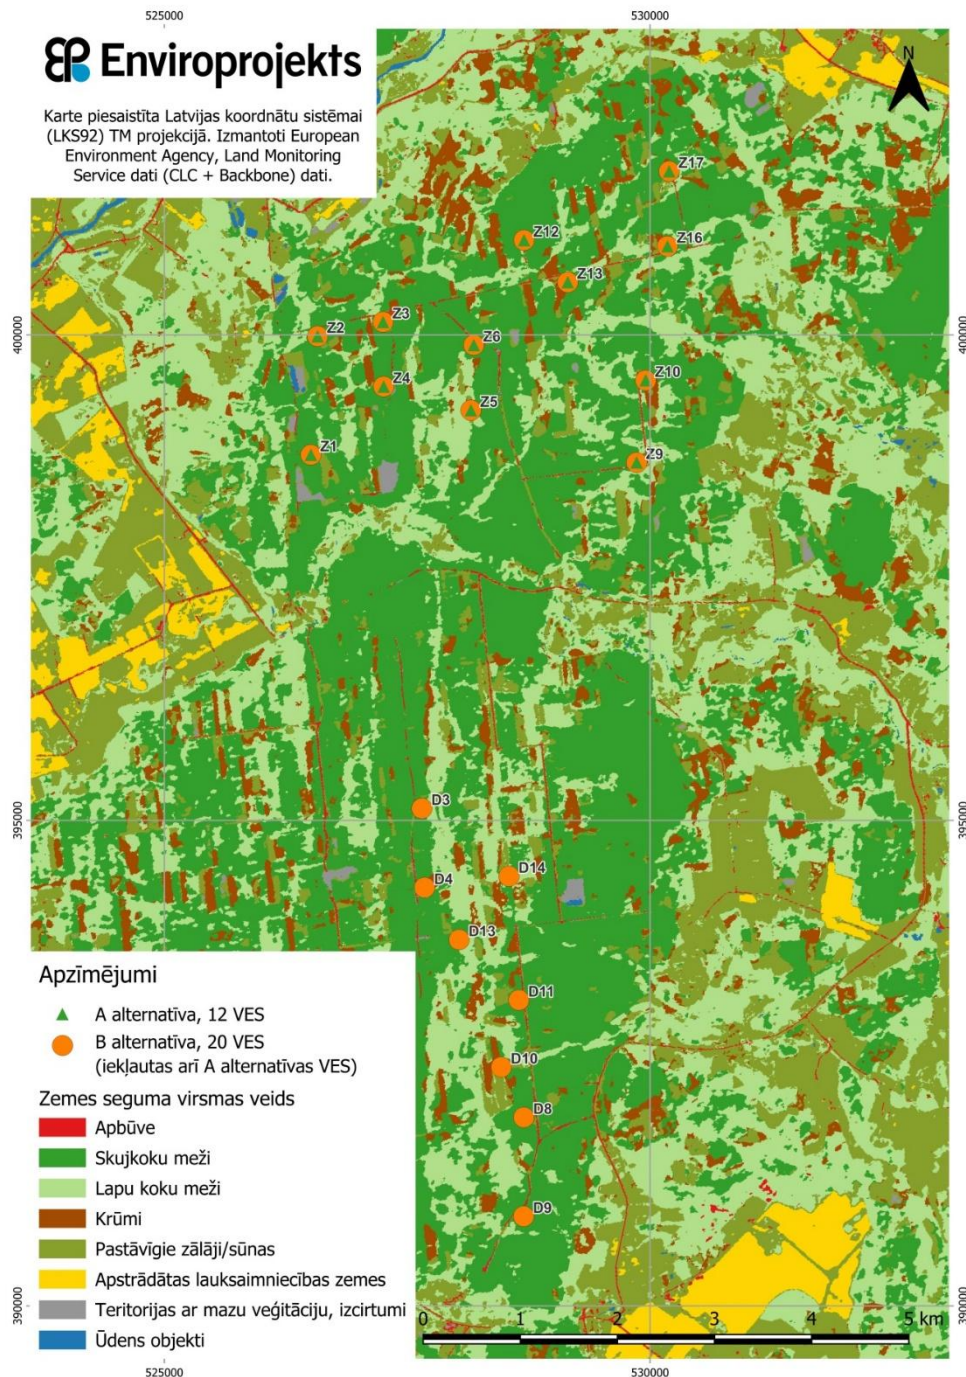 525000
530000
Enviroprojekts
Karte piesaistīta Latvijas koordnātu sistēmai
(LKS92) TM projekcijā. Izmantoti European
Environment Agency, Land Monitoring
Service dati (CLC + Backbone) dati.
N
Z17
Z12
Z16
Z13
Z3
Z2
400000
400000
Z6
Z10
Z4
Z5
Z1
Z9
D3
395000
395000
D14
D4
D13
D11
D10
D8
D9
Apzīmējumi
A alternatīva, 12 VES
B alternatīva, 20 VES
(iekļautas arī A alternatīvas VES)
Zemes seguma virsmas veids
Apbūve
Skujkoku meži
Lapu koku meži
Krūmi
Pastāvīgie zālāji/sūnas
Apstrādātas lauksaimniecības zemes
Teritorijas ar mazu veģitāciju, izcirtumi
Ūdens objekti
390000
390000
0 1 2 3 4 5 km
525000
530000